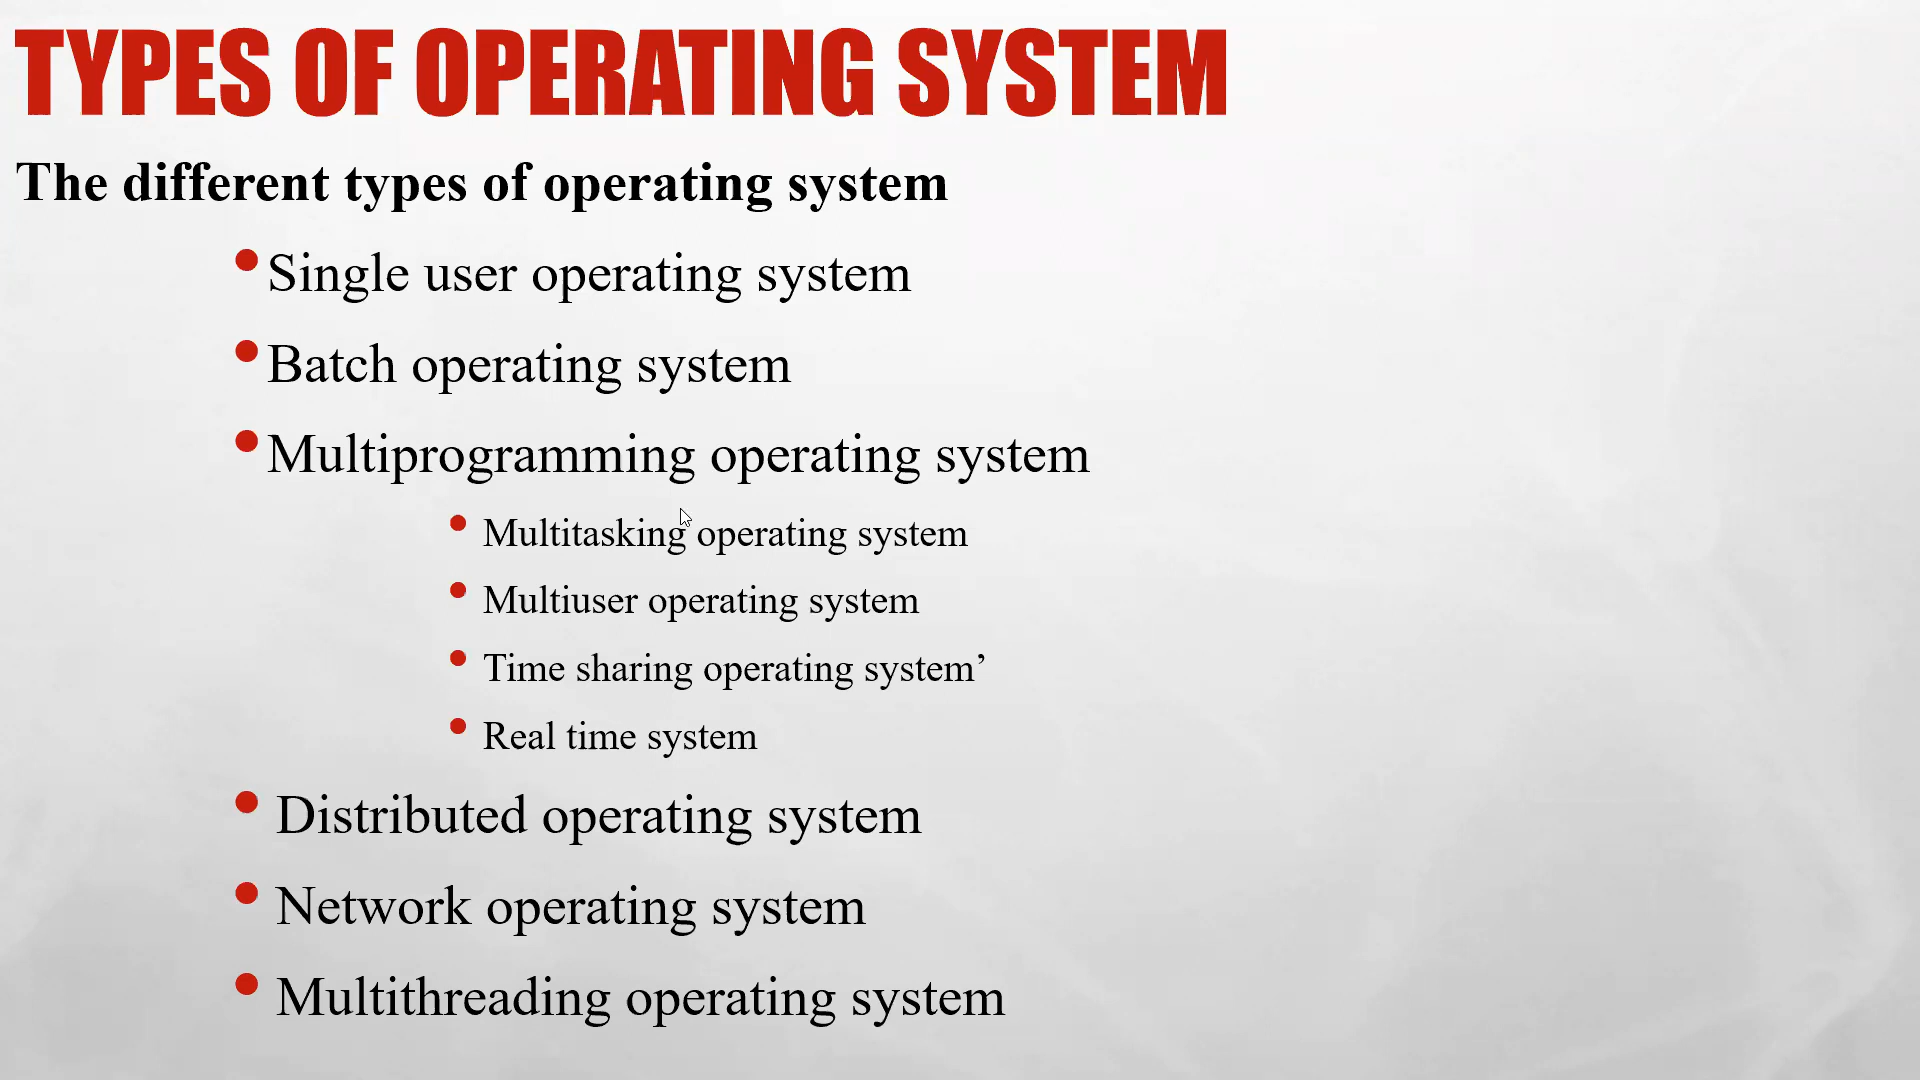 TYPES OF OPERATING SYSTEM
The different types of operating system
• Single user operating system
• Batch operating system
• Multiprogramming operating system
• Multitasking operating system
• Multiuser operating system
• Time sharing operating system’
• Real time system
• Distributed operating system
• Network operating system
• Multithreading operating system